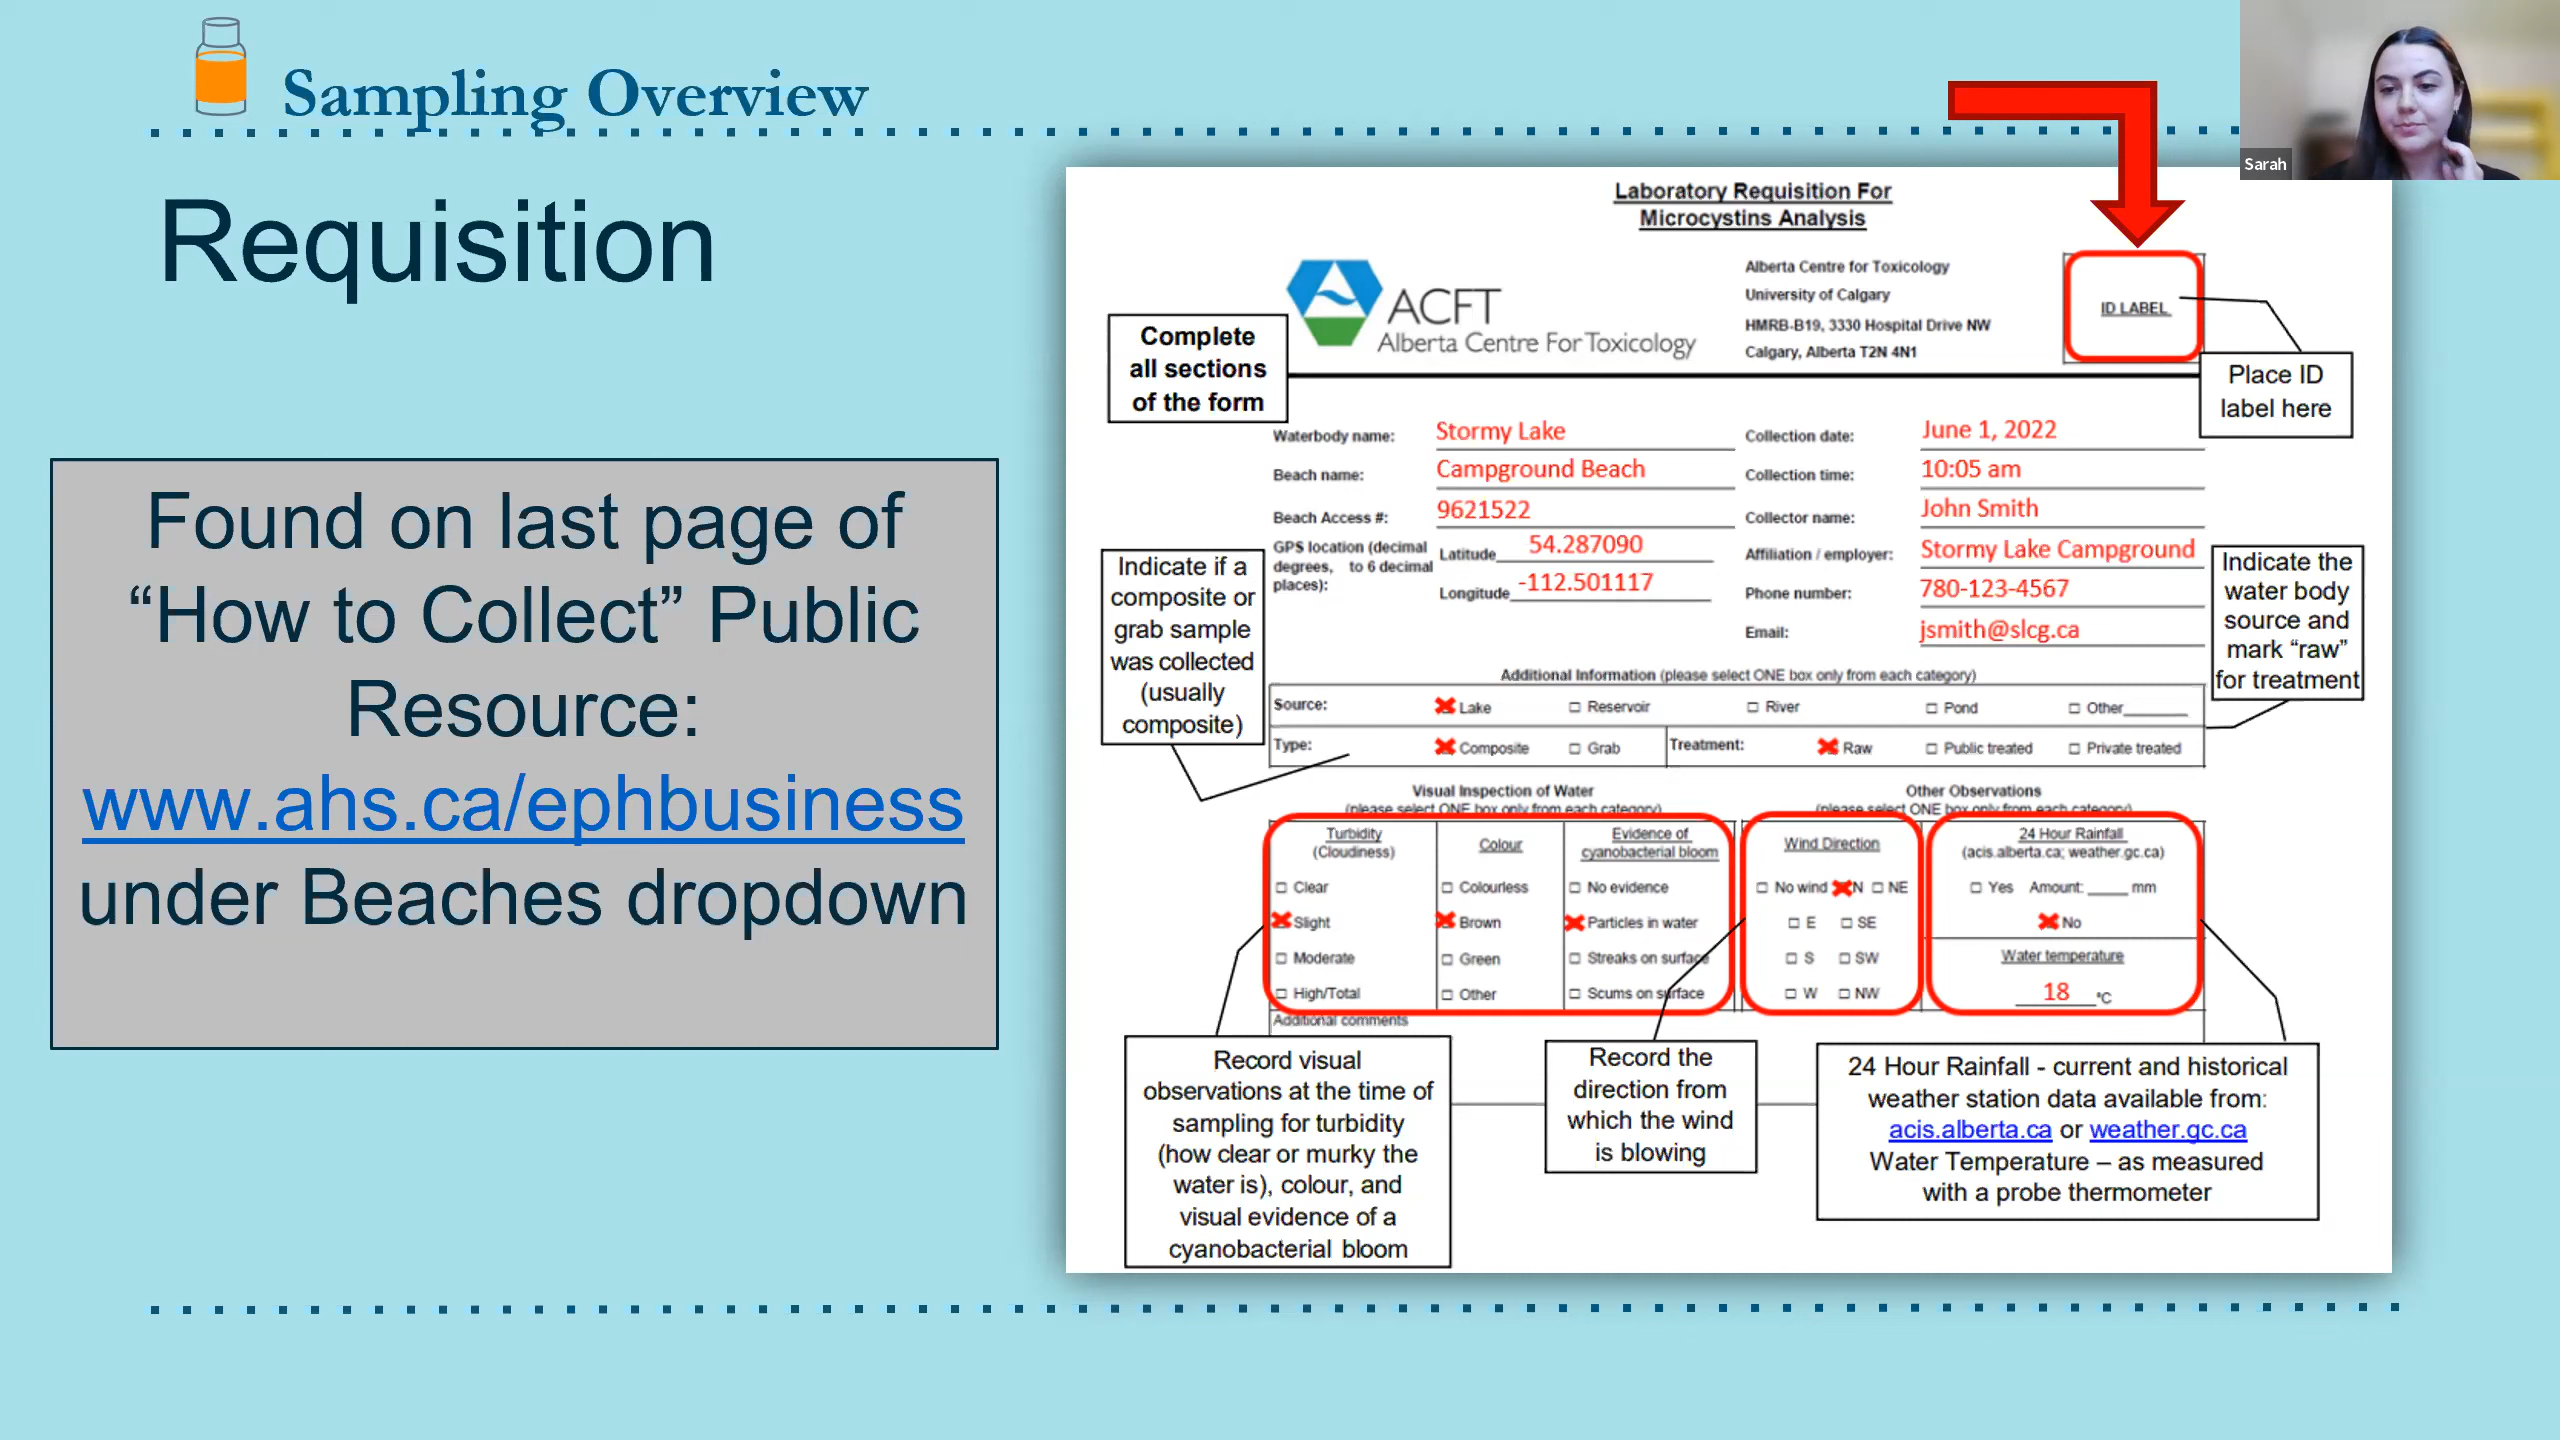 Sampling Overview
Sarah
Requisition
Found on last page of
“How to Collect” Public
Resource:
www.ahs.ca/ephbusiness
under Beaches dropdown
Laboratory Requisition For
Microcystins Analysis
ACFT
Alberta Centre For Toxicology
Alberta Centre for Toxicology
University of Calgary
HMRB-B19, 3330 Hospital Drive NW
Calgary, Alberta T2N 4N1
ID LABEL
Place ID
label here
Complete
all sections
of the form
Waterbody name: Stormy Lake
Beach name: Campground Beach
Beach Access #: 9621522
GPS location (decimal
degrees, to 6 decimal
places):
Latitude 54.287090
Longitude -112.501117
Collection date: June 1, 2022
Collection time: 10:05 am
Collector name: John Smith
Affiliation / employer: Stormy Lake Campground
Phone number: 780-123-4567
Email: jsmith@slcg.ca
Indicate if a
composite or
grab sample
was collected
(usually
composite)
Indicate the
water body
source and
mark “raw”
for treatment
Additional Information (please select ONE box only from each category)
Source: Lake Reservoir River Pond Other
Type: Composite Grab Treatment: Raw Public treated Private treated
Visual Inspection of Water
(please select ONE box only from each category)
Other Observations
(please select ONE box only from each category)
Turbidity
(Cloudiness)
Clear
Slight
Moderate
High/Total
Colour
Colourless
Brown
Green
Other
Evidence of
cyanobacterial bloom
No evidence
Particles in water
Streaks on surface
Scums on surface
Wind Direction
No wind N NE
E SE
S SW
W NW
24 Hour Rainfall
(acis.alberta.ca; weather.gc.ca)
Yes Amount: mm
No
Water temperature
18 °C
Additional comments
Record visual
observations at the time of
sampling for turbidity
(how clear or murky the
water is), colour, and
visual evidence of a
cyanobacterial bloom
Record the
direction from
which the wind
is blowing
24 Hour Rainfall - current and historical
weather station data available from:
acis.alberta.ca or weather.gc.ca
Water Temperature – as measured
with a probe thermometer